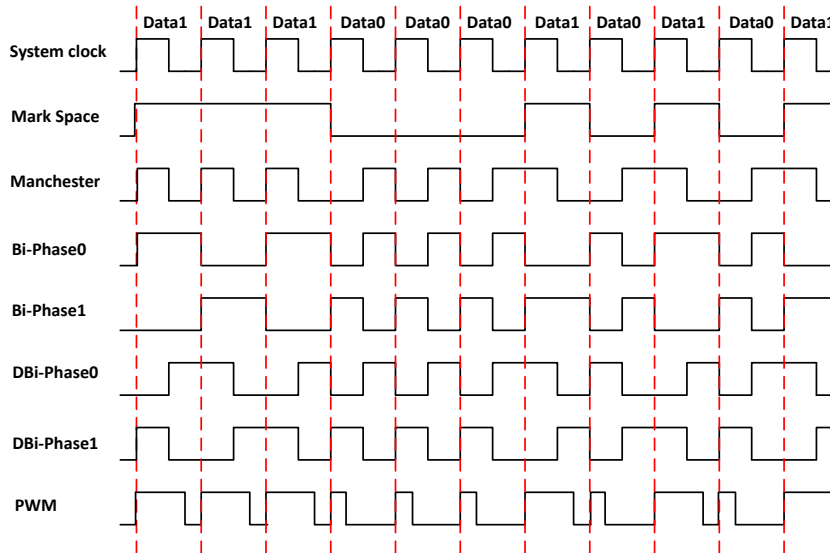 Data1 Data1 Data1 Data0 Data0 Data0 Data1 Data0 Data1 Data0 Data1
System clock
Mark Space
Manchester
Bi-Phase0
Bi-Phase1
DBi-Phase0
DBi-Phase1
PWM